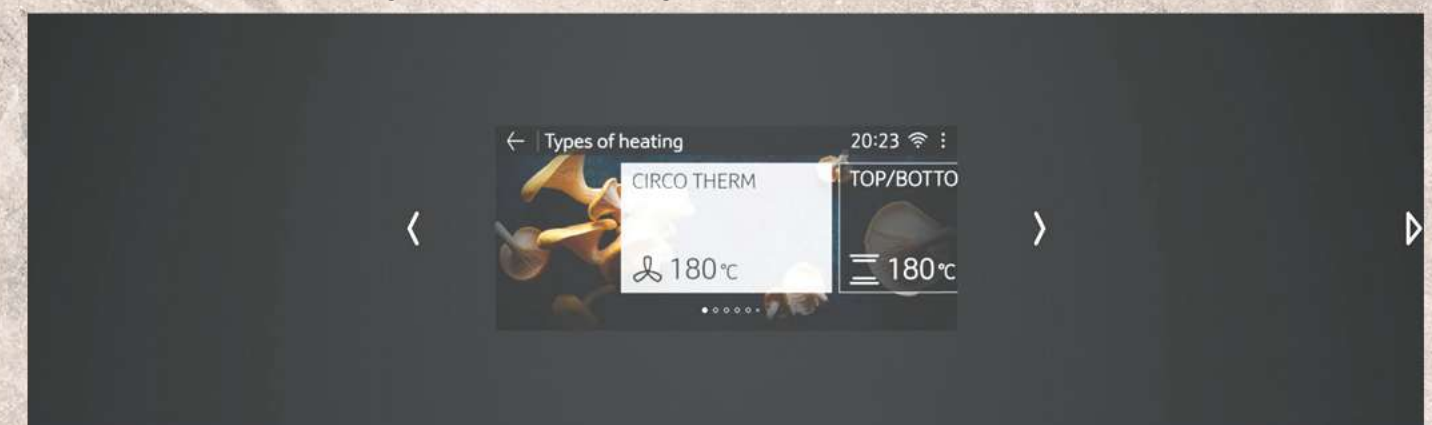 Types of heating
20:23
CIRCO THERM
180°C
TOP/BOTTO
180°C